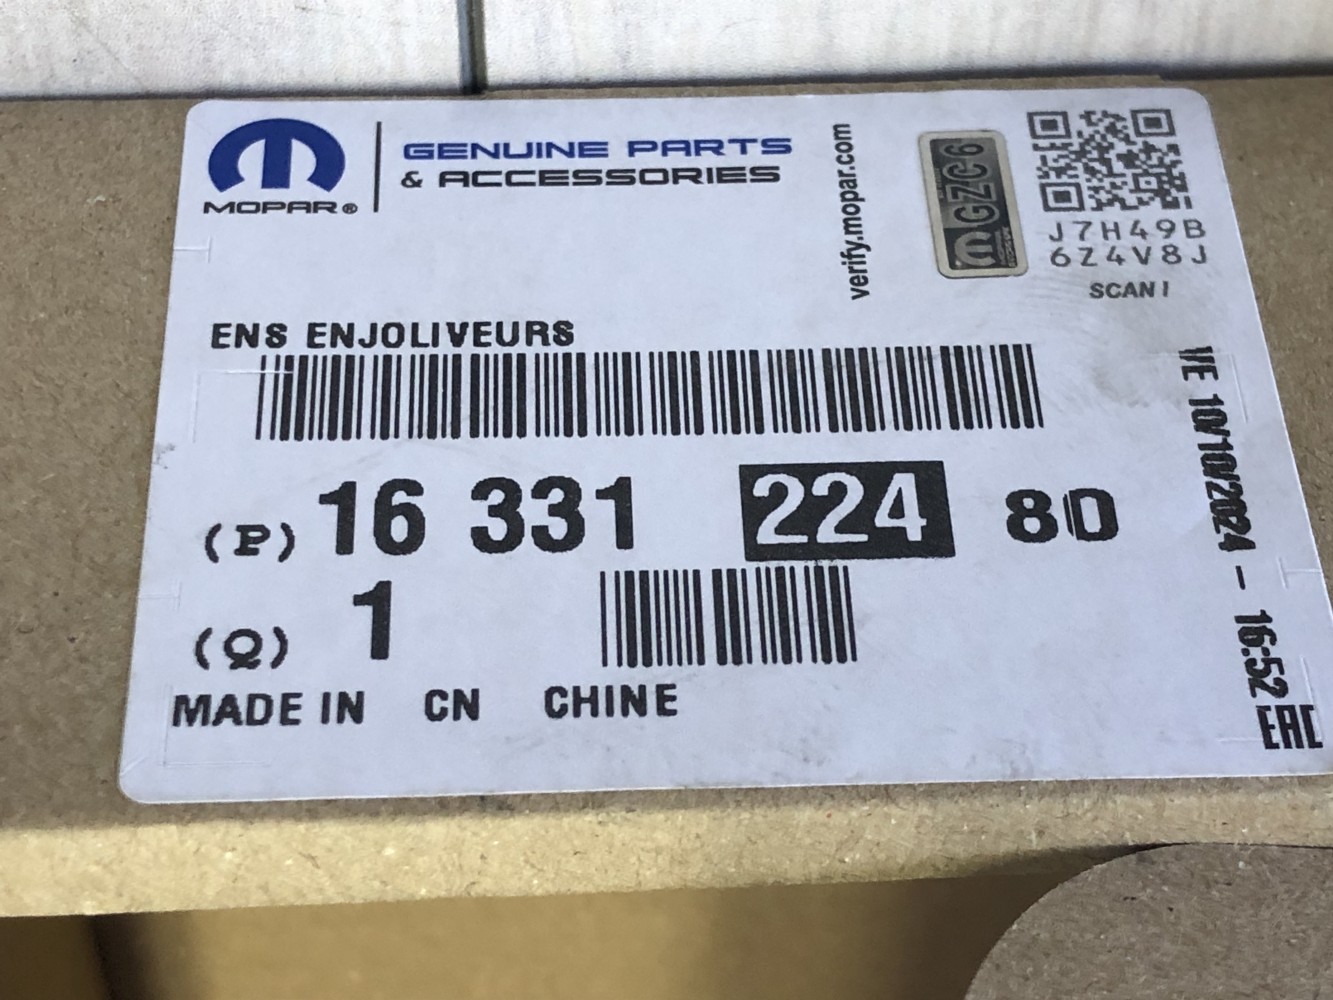 MOPAR®
GENUINE PARTS
& ACCESSORIES
verify.mopar.com
GZC6
J7H49B
6Z4V8J
SCAN!
ENS ENJOLIVEURS
(P) 16 331 224 80
(Q) 1
MADE IN CN CHINE
VE 10/10/2024 - 16:52
EAC